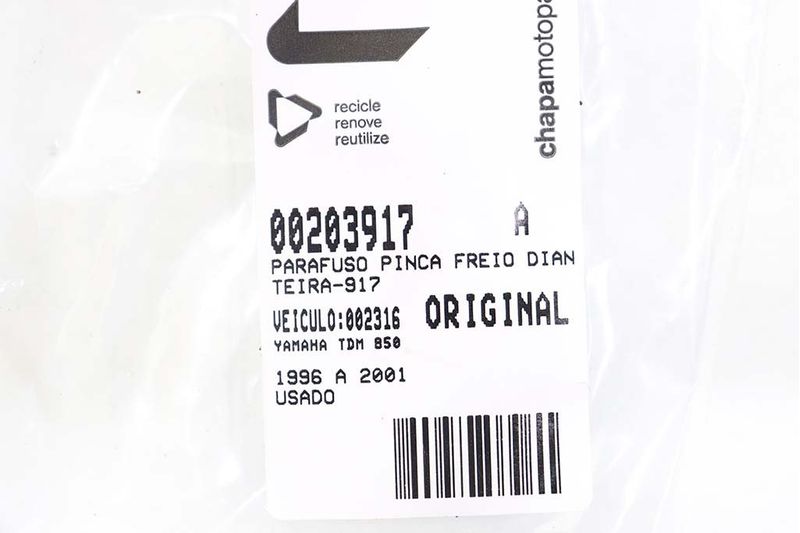 recicle
renove
reutilize
chapamotopa
00203917 A
PARAFUSO PINCA FREIO DIAN
TEIRA-917
VEICULO:002316 ORIGINAL
YAMAHA TDM 850
1996 A 2001
USADO